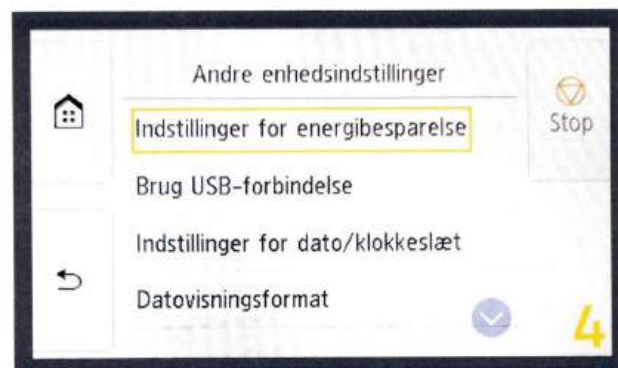 Andre enhedsindstillinger
Indstillinger for energibesparelse
Stop
Brug USB-forbindelse
Indstillinger for dato/klokkeslæt
Datovisningsformat
4